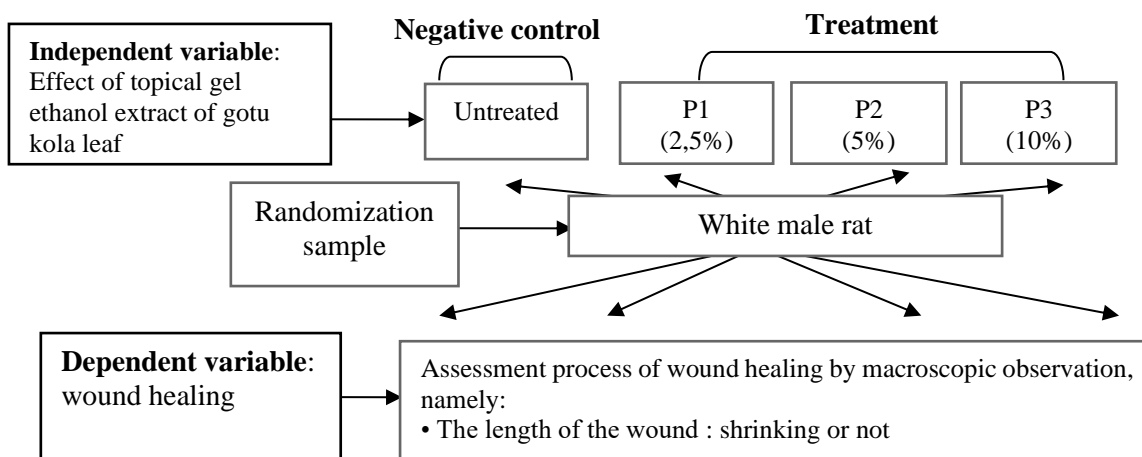 Negative control
Treatment
Independent variable:
Effect of topical gel
ethanol extract of gotu
kola leaf
Untreated
P1
(2,5%)
P2
(5%)
P3
(10%)
Randomization
sample
White male rat
Dependent variable:
wound healing
Assessment process of wound healing by macroscopic observation,
namely:
• The length of the wound : shrinking or not